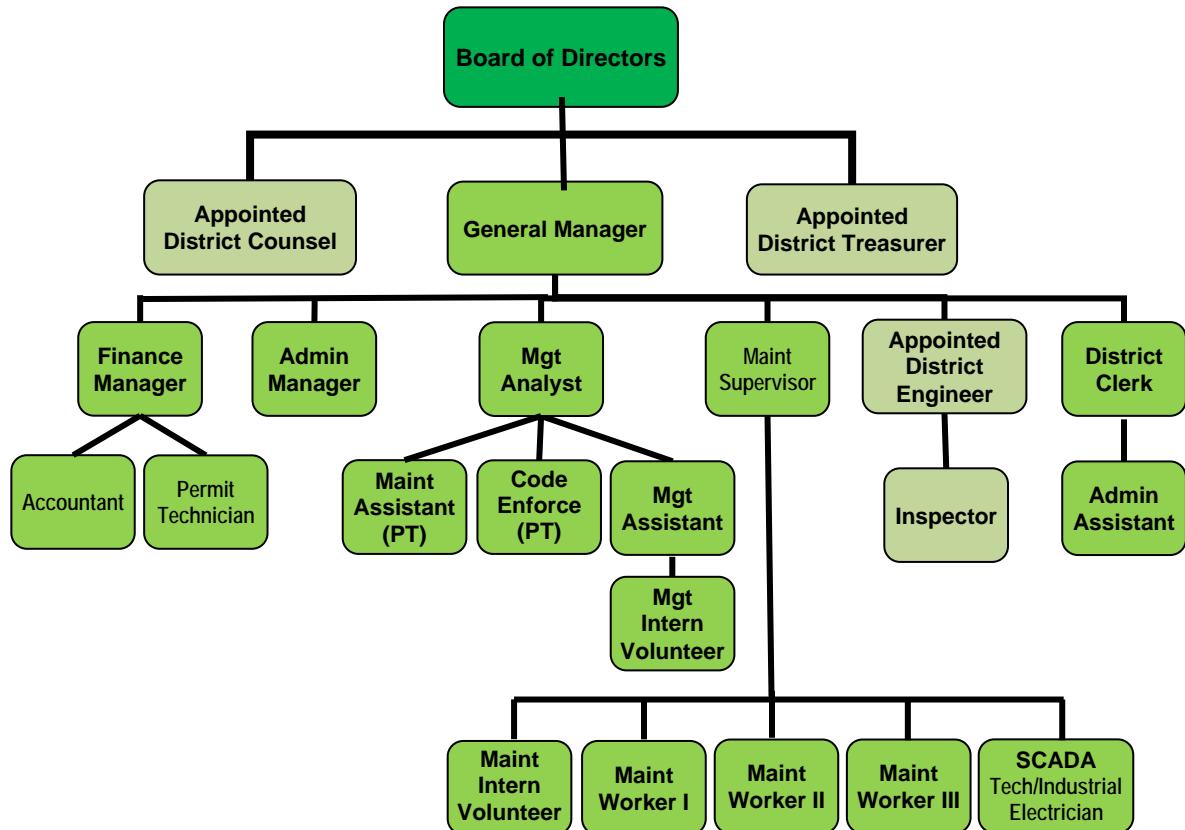 Board of Directors
Appointed
District Counsel
General Manager
Appointed
District Treasurer
Finance
Manager
Admin
Manager
Mgt
Analyst
Maint
Supervisor
Appointed
District
Engineer
District
Clerk
Accountant
Permit
Technician
Maint
Assistant
(PT)
Code
Enforce
(PT)
Mgt
Assistant
Inspector
Admin
Assistant
Mgt
Intern
Volunteer
Maint
Intern
Volunteer
Maint
Worker I
Maint
Worker II
Maint
Worker III
SCADA
Tech/Industrial
Electrician